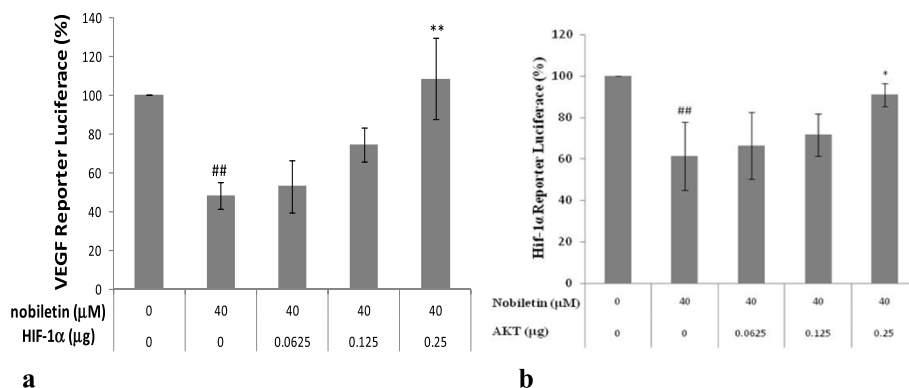 VEGF Reporter Luciferace (%)
140
120
100
80
60
40
20
0
##
**
nobiletin (μM) 0 40 40 40 40
HIF-1α (μg) 0 0 0.0625 0.125 0.25
a
Hif-1α Reporter Luciferace (%)
120
100
80
60
40
20
0
##
*
Nobiletin (μM) 0 40 40 40 40
AKT (μg) 0 0 0.0625 0.125 0.25
b